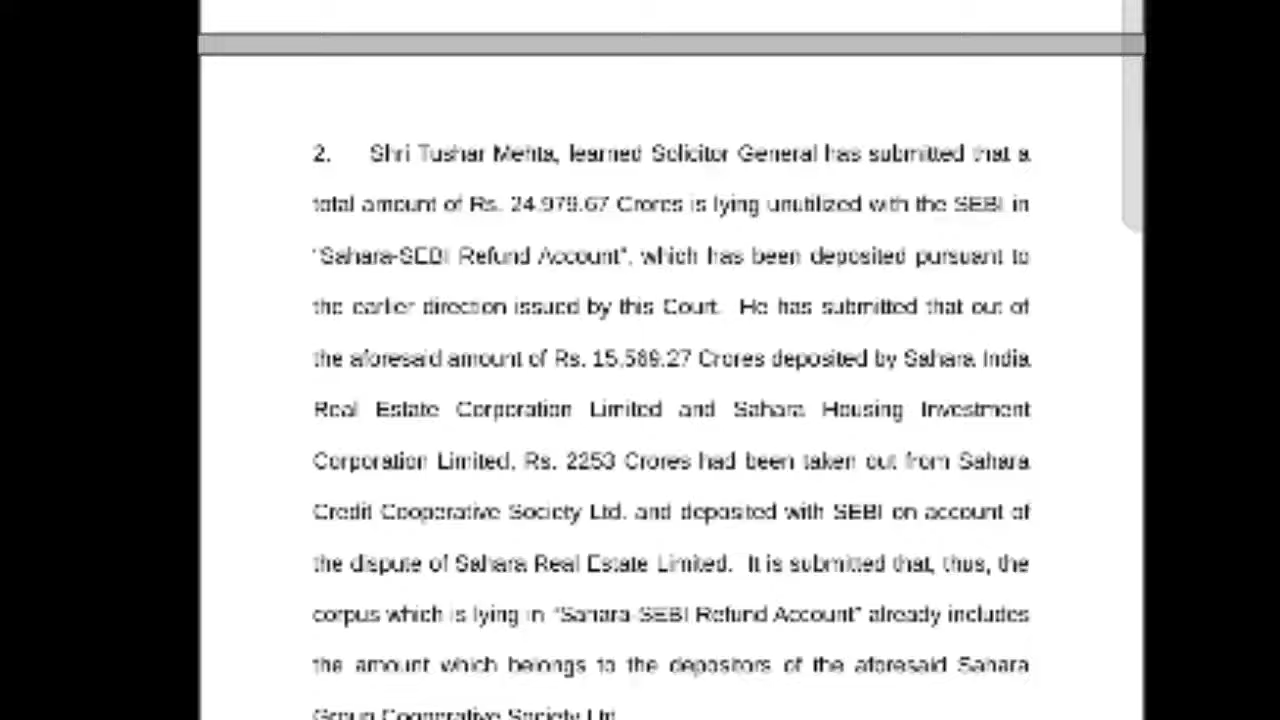 2. Shri Tushar Mehta, learned Solicitor General has submitted that a
total amount of Rs. 24,979.67 Crores is lying unutilized with the SEBI in
"Sahara-SEBI Refund Account", which has been deposited pursuant to
the earlier direction issued by this Court. He has submitted that out of
the aforesaid amount of Rs. 15,569.27 Crores deposited by Sahara India
Real Estate Corporation Limited and Sahara Housing Investment
Corporation Limited, Rs. 2253 Crores had been taken out from Sahara
Credit Cooperative Society Ltd. and deposited with SEBI on account of
the dispute of Sahara Real Estate Limited. It is submitted that, thus, the
corpus which is lying in "Sahara-SEBI Refund Account" already includes
the amount which belongs to the depositors of the aforesaid Sahara
Group Cooperative Society Ltd.